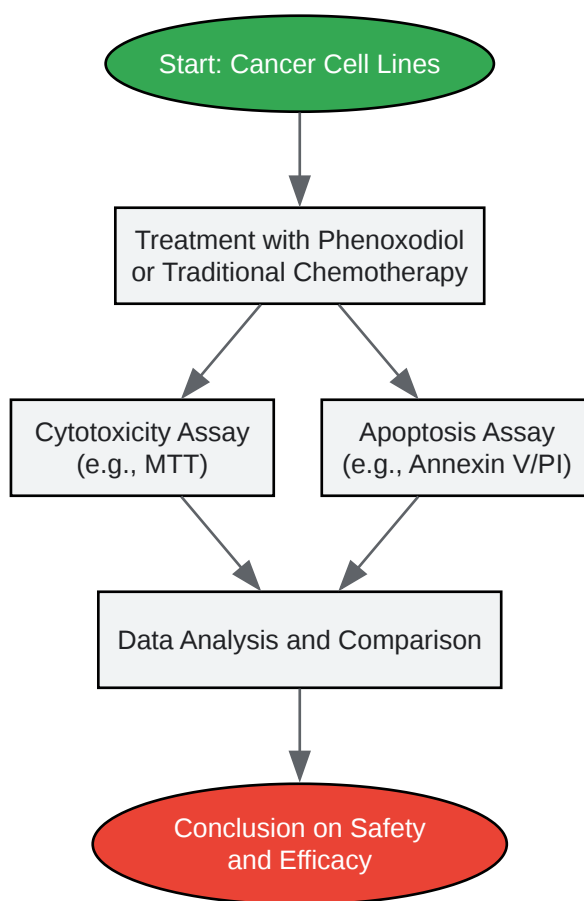 Start: Cancer Cell Lines
Treatment with Phenoxodiol
or Traditional Chemotherapy
Cytotoxicity Assay
(e.g., MTT)
Apoptosis Assay
(e.g., Annexin V/PI)
Data Analysis and Comparison
Conclusion on Safety
and Efficacy